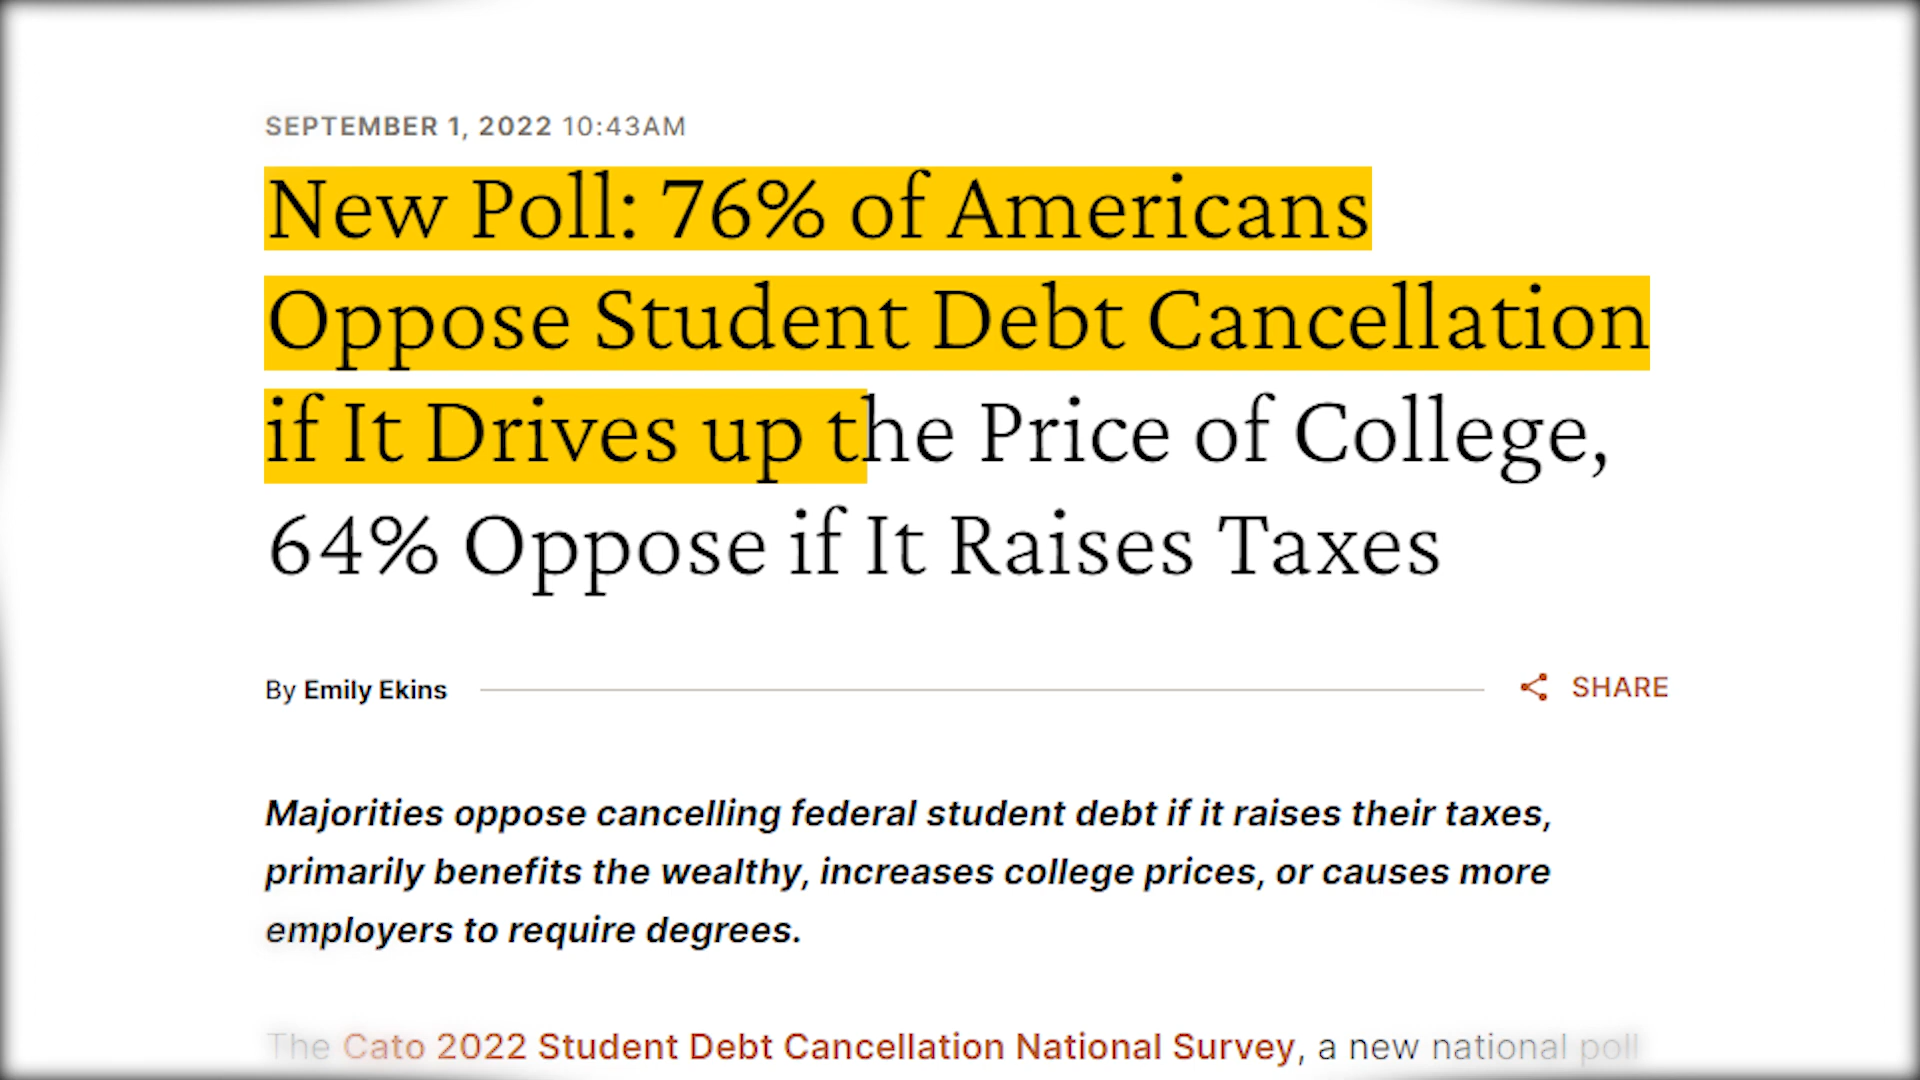 SEPTEMBER 1, 2022 10:43AM
New Poll: 76% of Americans
Oppose Student Debt Cancellation
if It Drives up the Price of College,
64% Oppose if It Raises Taxes
By Emily Ekins
SHARE
Majorities oppose cancelling federal student debt if it raises their taxes,
primarily benefits the wealthy, increases college prices, or causes more
employers to require degrees.
The Cato 2022 Student Debt Cancellation National Survey, a new national poll